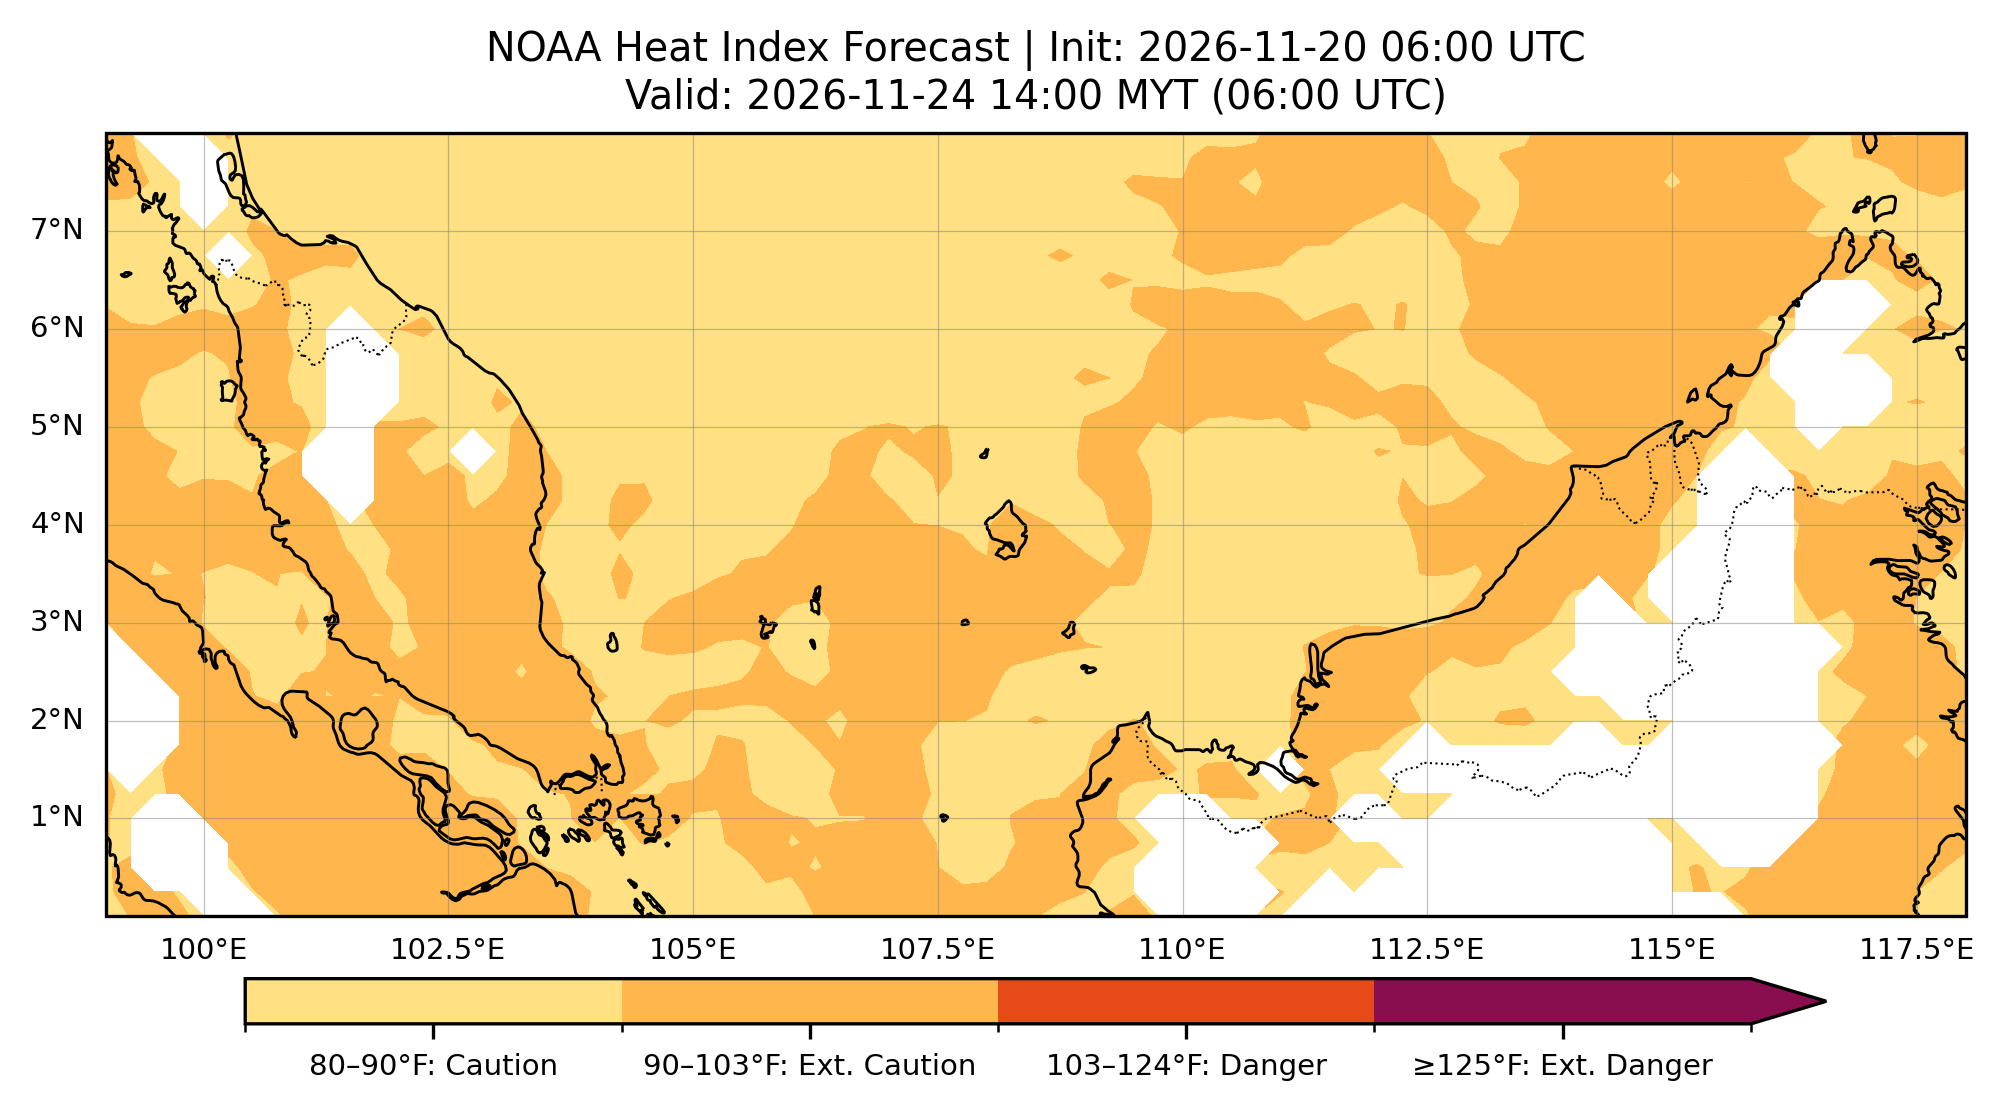 NOAA Heat Index Forecast | Init: 2026-11-20 06:00 UTC
Valid: 2026-11-24 14:00 MYT (06:00 UTC)
7°N
6°N
5°N
4°N
3°N
2°N
1°N
100°E 102.5°E 105°E 107.5°E 110°E 112.5°E 115°E 117.5°E
80–90°F: Caution 90–103°F: Ext. Caution 103–124°F: Danger ≥125°F: Ext. Danger